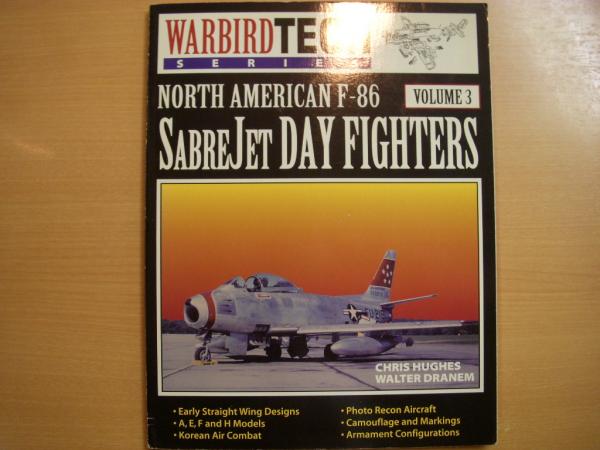 WARBIRDTECH
SERIES
NORTH AMERICAN F-86
VOLUME 3
SABREJET DAY FIGHTERS
CHRIS HUGHES
WALTER DRANEM
• Early Straight Wing Designs
• A, E, F and H Models
• Korean Air Combat
• Photo Recon Aircraft
• Camouflage and Markings
• Armament Configurations